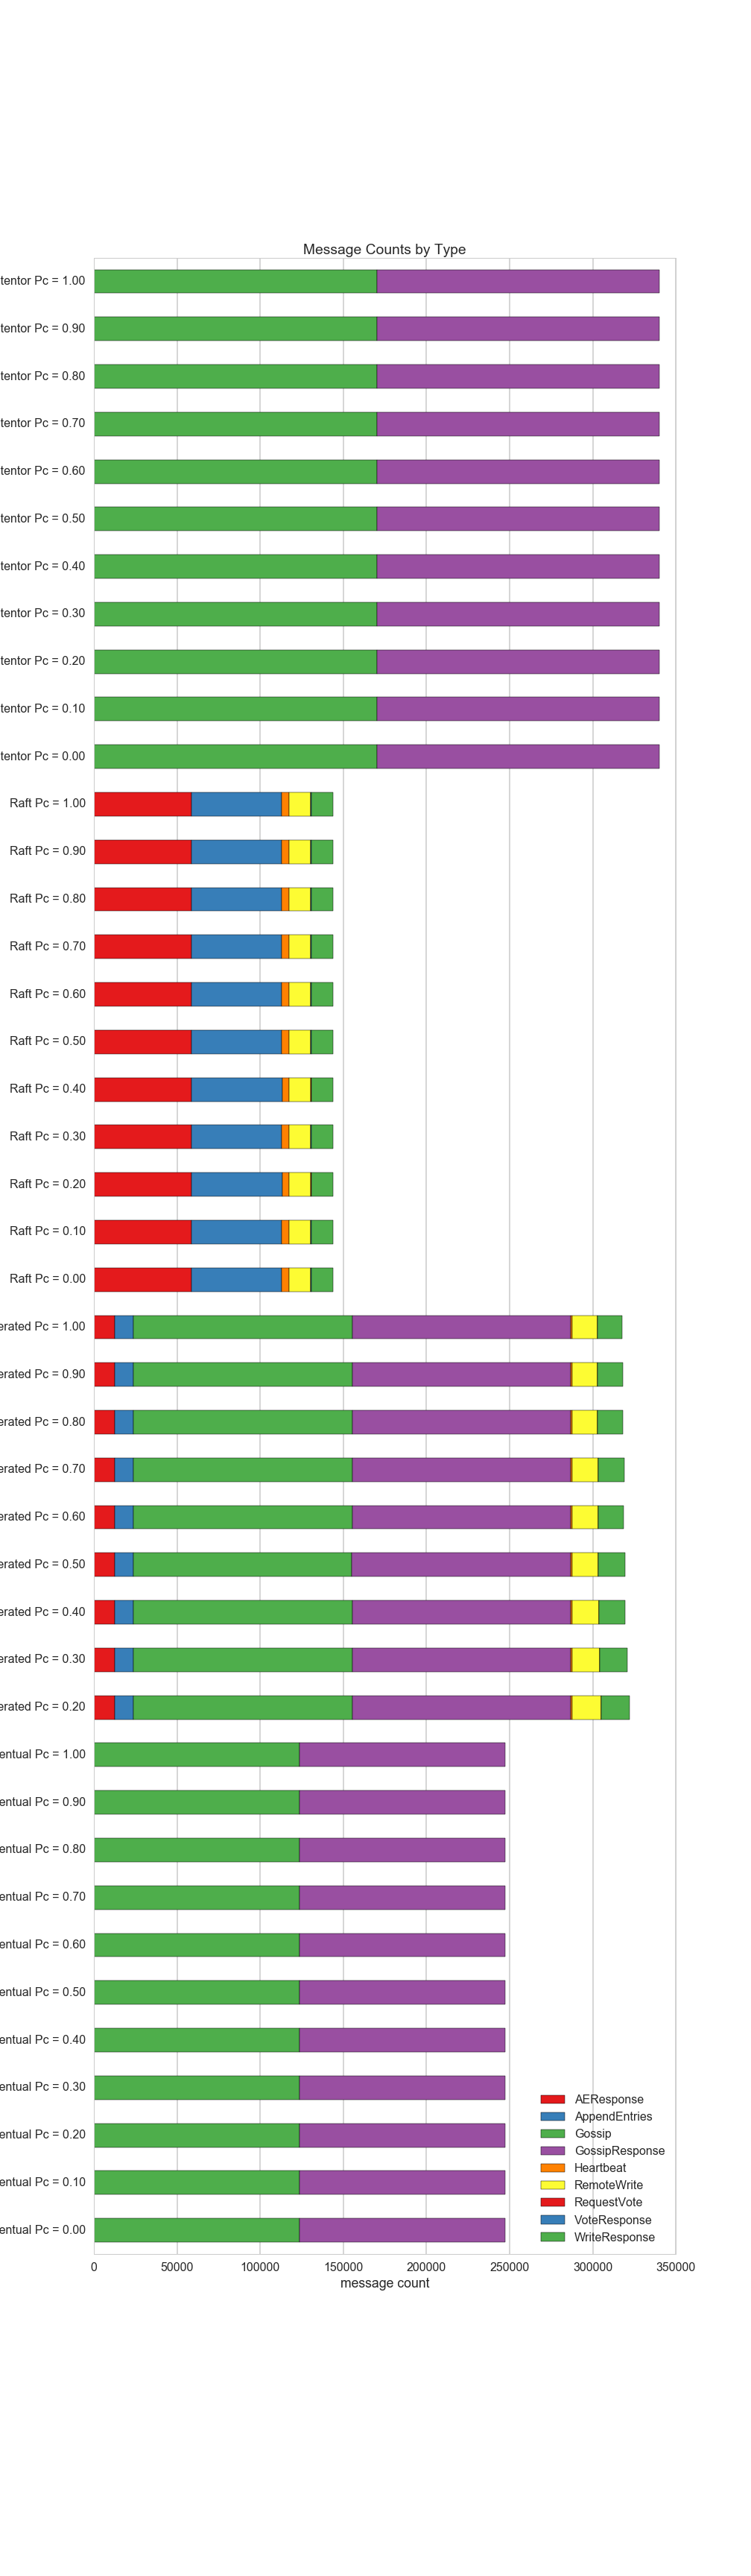 Message Counts by Type
tentor Pc = 1.00
tentor Pc = 0.90
tentor Pc = 0.80
tentor Pc = 0.70
tentor Pc = 0.60
tentor Pc = 0.50
tentor Pc = 0.40
tentor Pc = 0.30
tentor Pc = 0.20
tentor Pc = 0.10
tentor Pc = 0.00
Raft Pc = 1.00
Raft Pc = 0.90
Raft Pc = 0.80
Raft Pc = 0.70
Raft Pc = 0.60
Raft Pc = 0.50
Raft Pc = 0.40
Raft Pc = 0.30
Raft Pc = 0.20
Raft Pc = 0.10
Raft Pc = 0.00
erated Pc = 1.00
erated Pc = 0.90
erated Pc = 0.80
erated Pc = 0.70
erated Pc = 0.60
erated Pc = 0.50
erated Pc = 0.40
erated Pc = 0.30
erated Pc = 0.20
entual Pc = 1.00
entual Pc = 0.90
entual Pc = 0.80
entual Pc = 0.70
entual Pc = 0.60
entual Pc = 0.50
entual Pc = 0.40
entual Pc = 0.30
entual Pc = 0.20
entual Pc = 0.10
entual Pc = 0.00
AEResponse
AppendEntries
Gossip
GossipResponse
Heartbeat
RemoteWrite
RequestVote
VoteResponse
WriteResponse
0 50000 100000 150000 200000 250000 300000 350000
message count